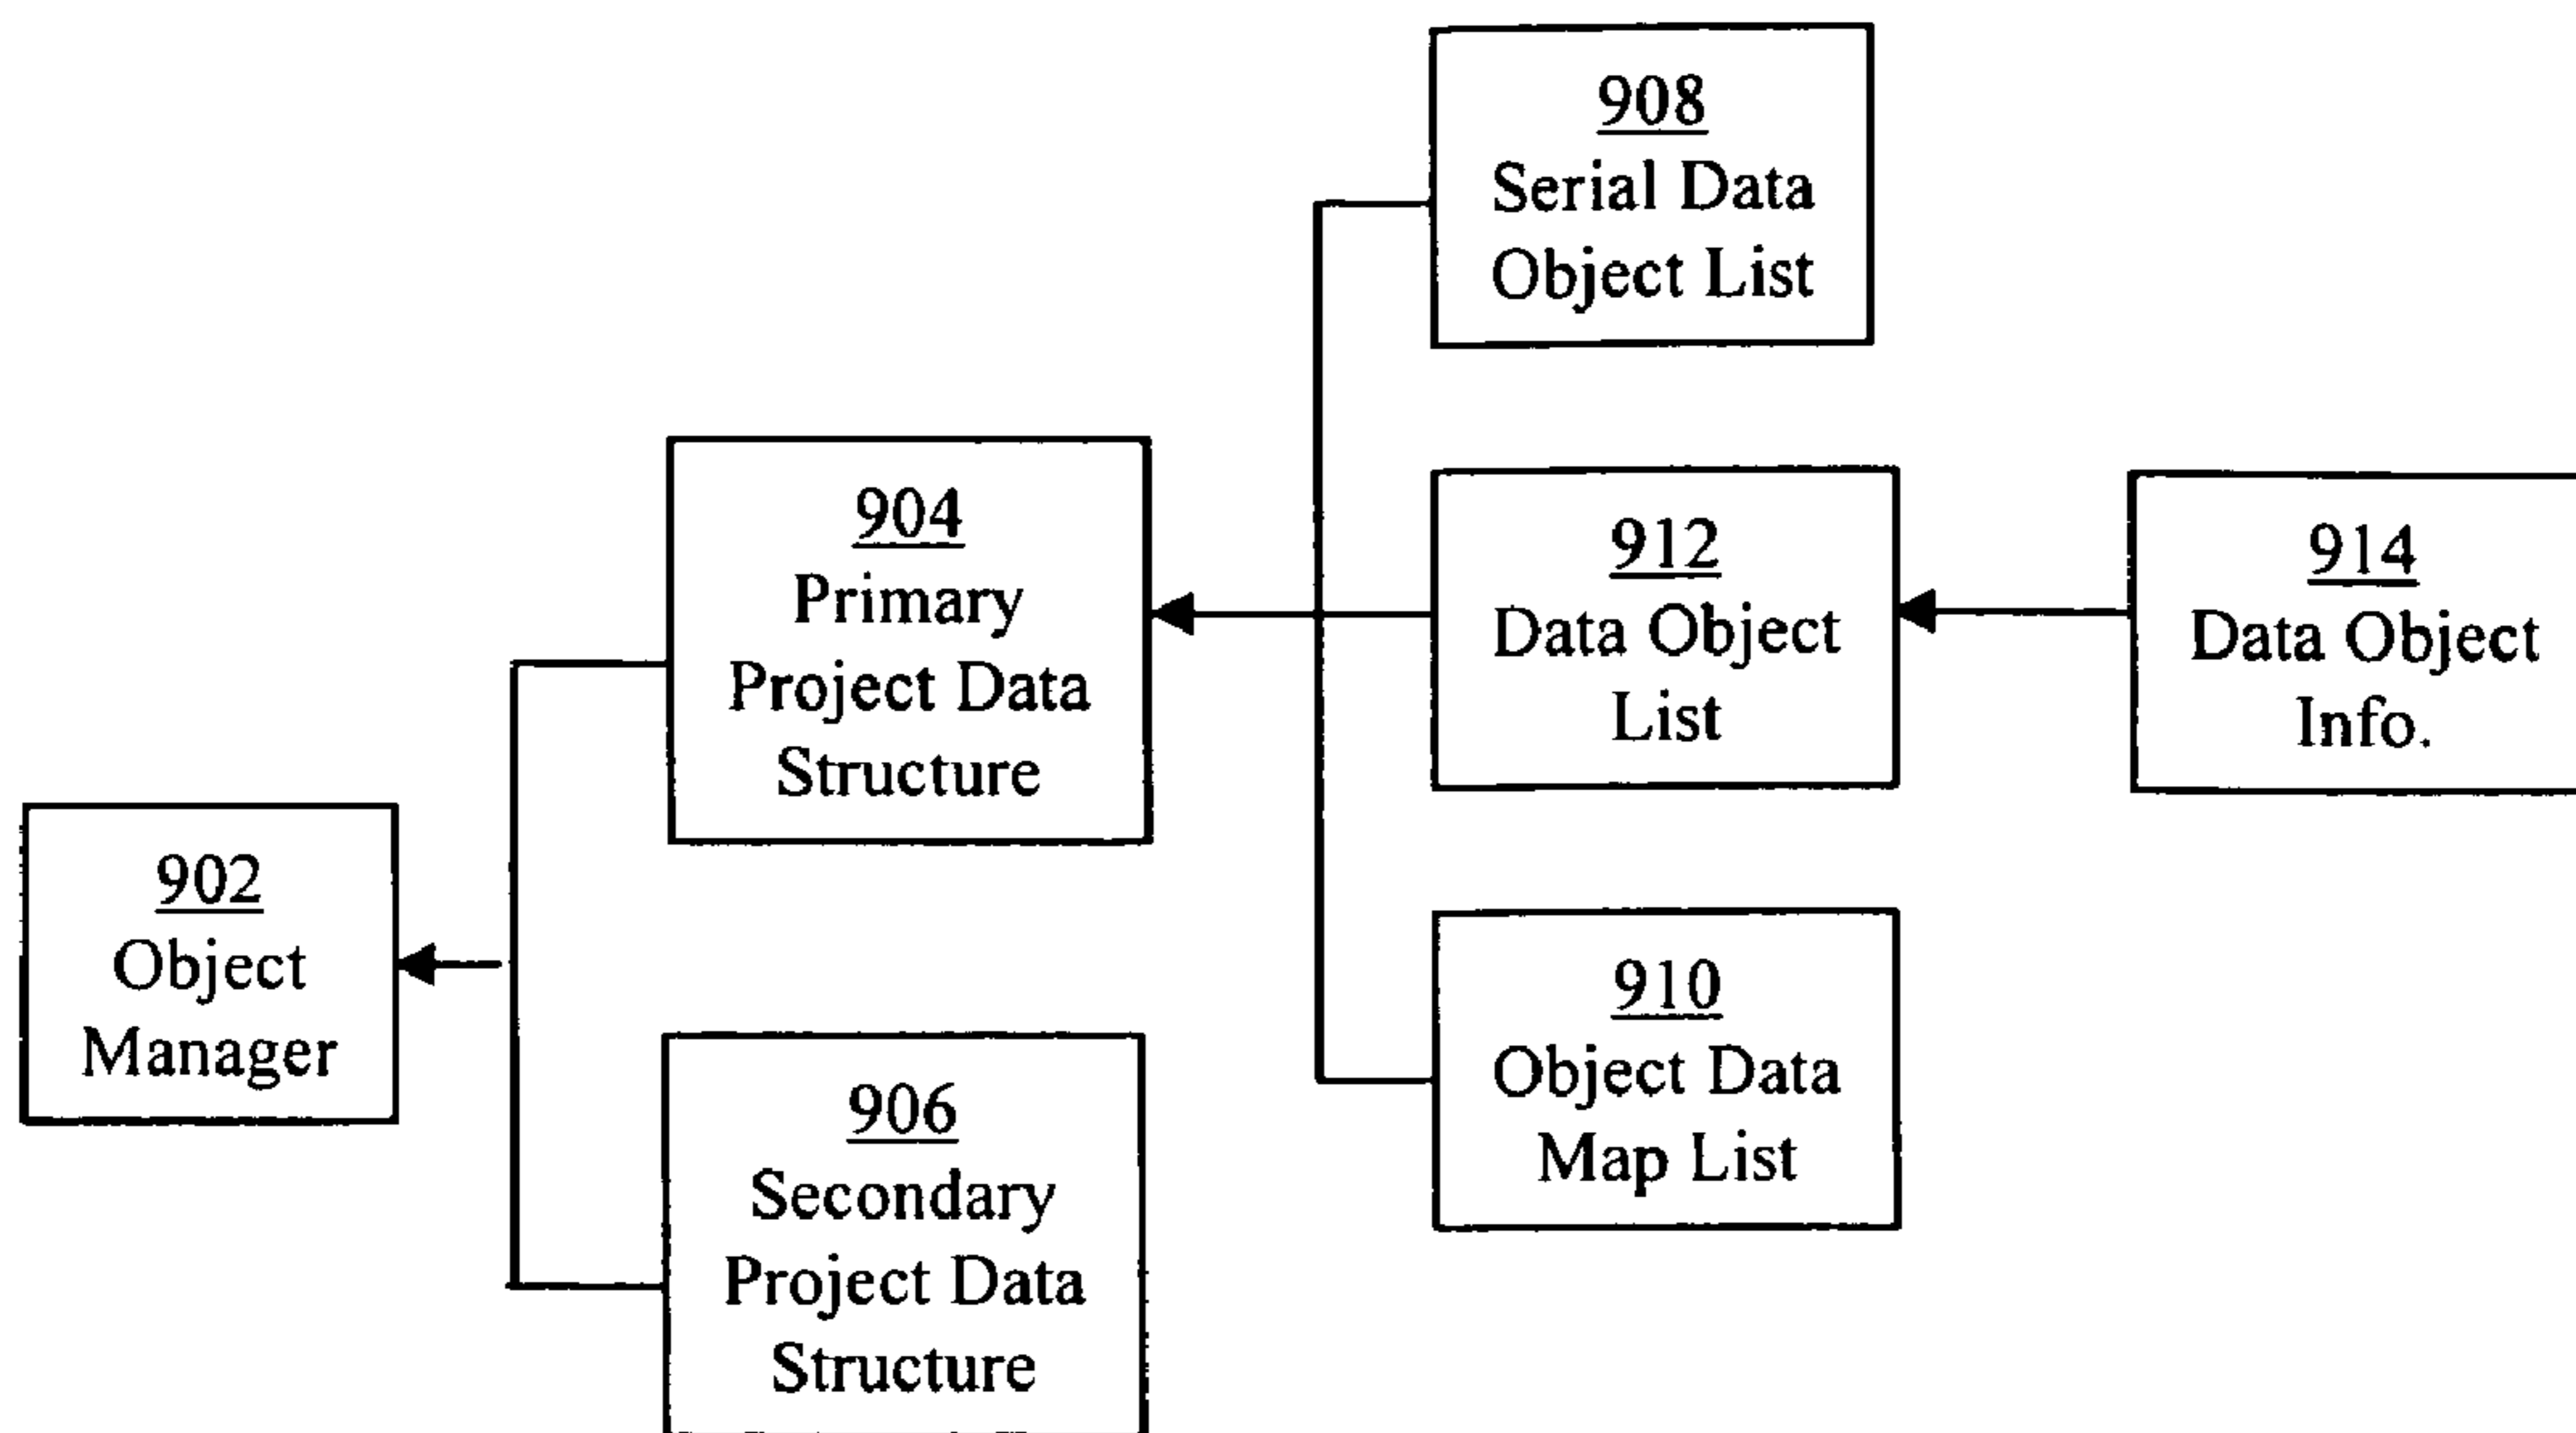 908
Serial Data
Object List
904
Primary
Project Data
Structure
912
Data Object
List
914
Data Object
Info.
902
Object
Manager
910
Object Data
Map List
906
Secondary
Project Data
Structure